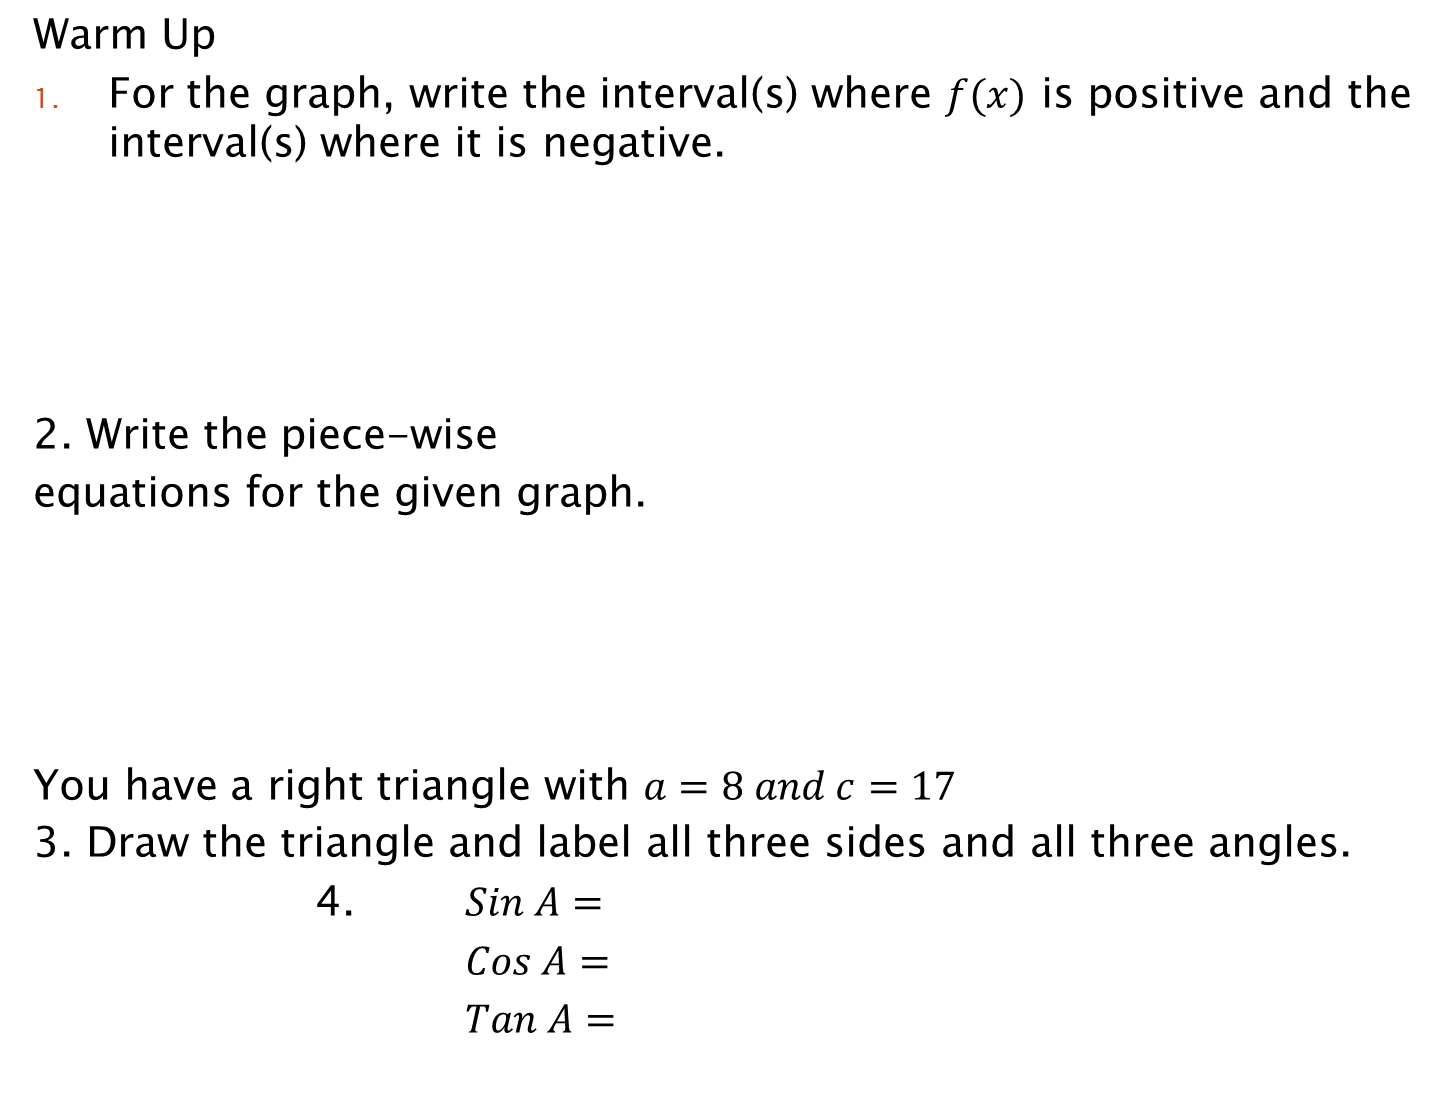 Warm Up
1. For the graph, write the interval(s) where f(x) is positive and the
interval(s) where it is negative.
2. Write the piece-wise
equations for the given graph.
You have a right triangle with a = 8 and c = 17
3. Draw the triangle and label all three sides and all three angles.
4. Sin A =
Cos A =
Tan A =